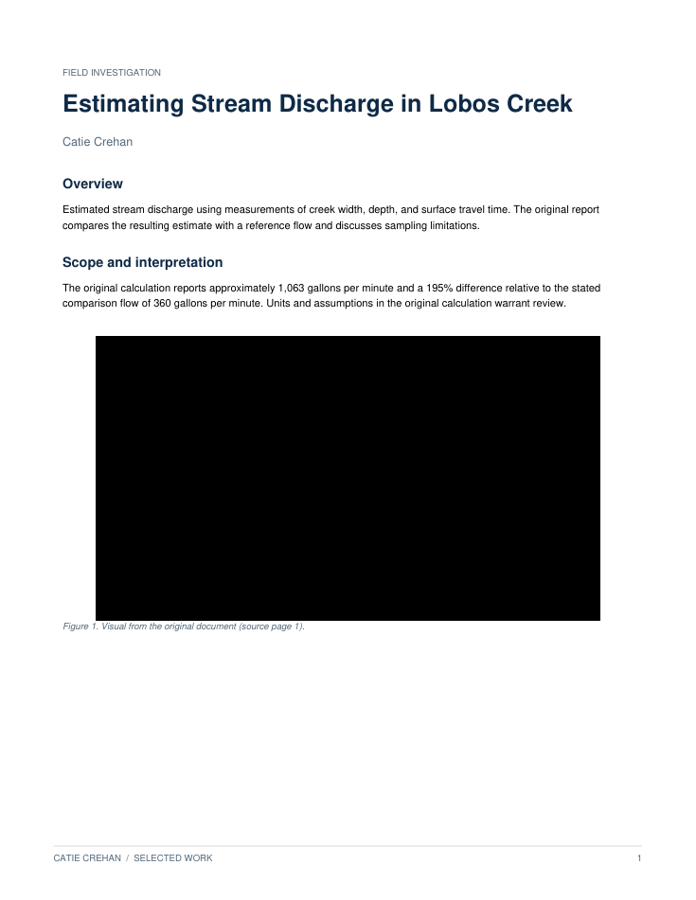 FIELD INVESTIGATION
Estimating Stream Discharge in Lobos Creek
Catie Crehan
Overview
Estimated stream discharge using measurements of creek width, depth, and surface travel time. The original report
compares the resulting estimate with a reference flow and discusses sampling limitations.
Scope and interpretation
The original calculation reports approximately 1,063 gallons per minute and a 195% difference relative to the stated
comparison flow of 360 gallons per minute. Units and assumptions in the original calculation warrant review.
Figure 1. Visual from the original document (source page 1).
CATIE CREHAN / SELECTED WORK
1